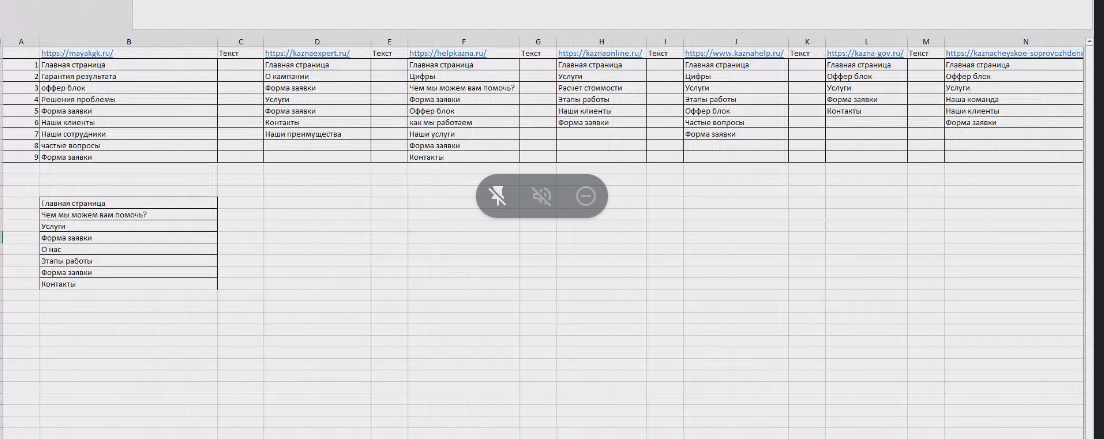 A B C D E F G H I J K L M N
https://mayakgk.ru/ Текст https://kaznaexpert.ru/ Текст https://helpkazna.ru/ Текст https://kaznaonline.ru/ Текст https://www.kaznahelp.ru/ Текст https://kazna-gov.ru/ Текст https://kaznacheyskoe-soprovozhdeni
1 Главная страница Главная страница Главная страница Главная страница Главная страница Главная страница Главная страница
2 Гарантия результата О кампании Цифры Услуги Цифры Оффер блок Оффер блок
3 оффер блок Форма заявки Чем мы можем вам помочь? Расчет стоимости Услуги Услуги Услуги
4 Решения проблемы Услуги Форма заявки Этапы работы Этапы работы Форма заявки Наша команда
5 Форма заявки Форма заявки Оффер блок Наши клиенты Оффер блок Контакты Наши клиенты
6 Наши клиенты Контакты как мы работаем Форма заявки Частые вопросы Форма заявки
7 Наши сотрудники Наши преимущества Наши услуги Форма заявки
8 частые вопросы Форма заявки
9 Форма заявки Контакты
Главная страница
Чем мы можем вам помочь?
Услуги
Форма заявки
О нас
Этапы работы
Форма заявки
Контакты